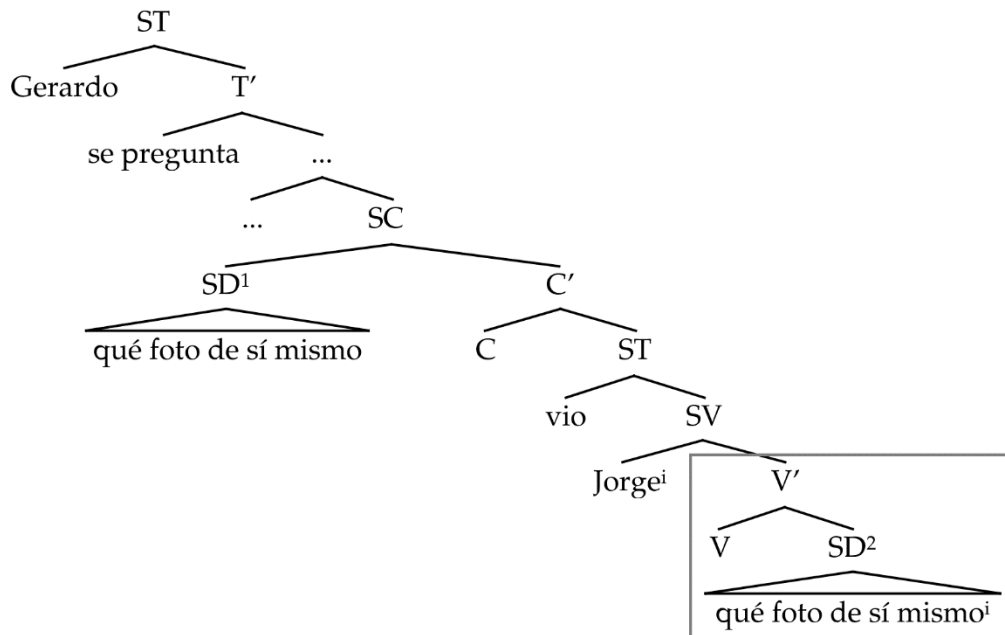 ST
Gerardo T′
se pregunta ...
... SC
SD¹ C′
qué foto de sí mismo C ST
vio SV
Jorgeⁱ V′
V SD²
qué foto de sí mismoⁱ